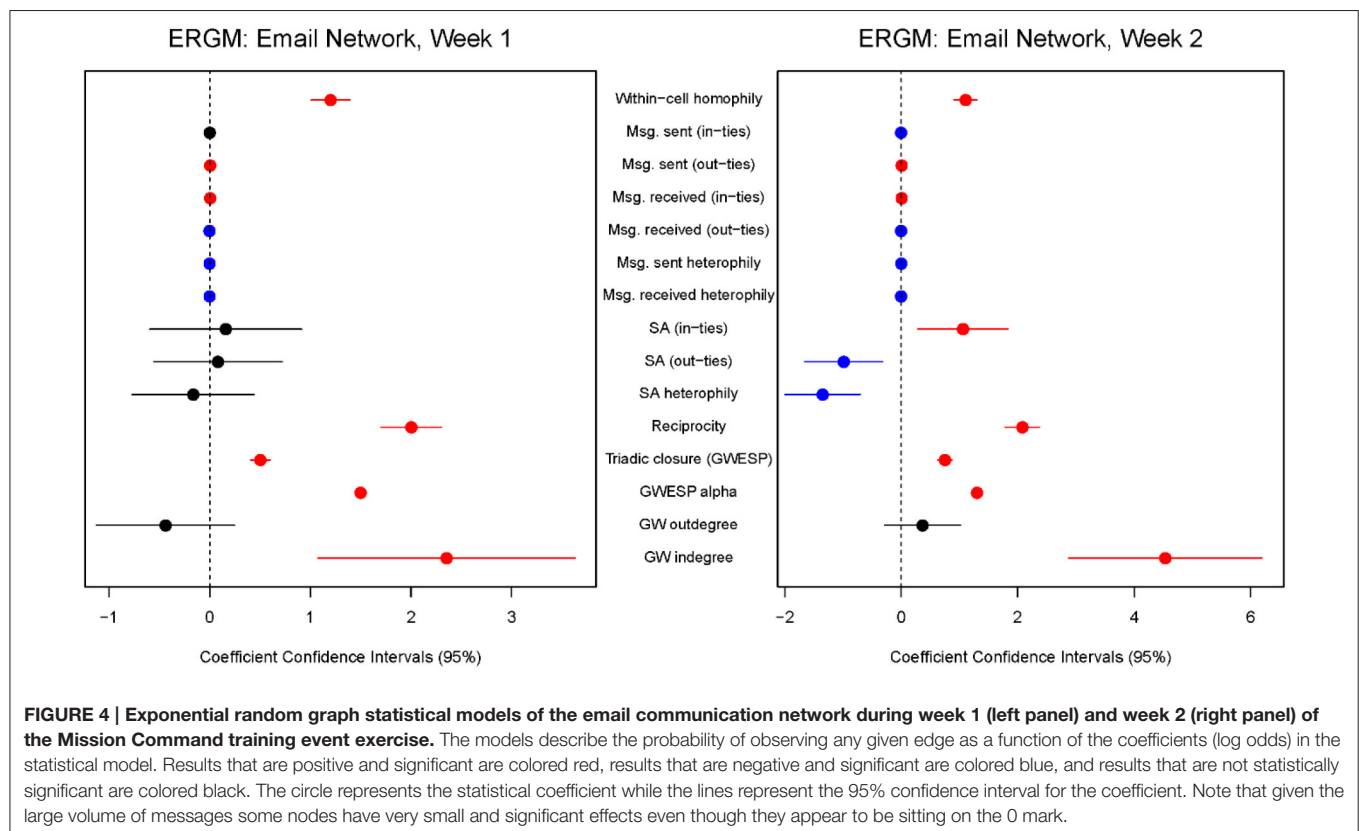 ERGM: Email Network, Week 1
ERGM: Email Network, Week 2
Within−cell homophily
Msg. sent (in−ties)
Msg. sent (out−ties)
Msg. received (in−ties)
Msg. received (out−ties)
Msg. sent heterophily
Msg. received heterophily
SA (in−ties)
SA (out−ties)
SA heterophily
Reciprocity
Triadic closure (GWESP)
GWESP alpha
GW outdegree
GW indegree
−1 0 1 2 3
−2 0 2 4 6
Coefficient Confidence Intervals (95%)
Coefficient Confidence Intervals (95%)
FIGURE 4 | Exponential random graph statistical models of the email communication network during week 1 (left panel) and week 2 (right panel) of
the Mission Command training event exercise. The models describe the probability of observing any given edge as a function of the coefficients (log odds) in the
statistical model. Results that are positive and significant are colored red, results that are negative and significant are colored blue, and results that are not statistically
significant are colored black. The circle represents the statistical coefficient while the lines represent the 95% confidence interval for the coefficient. Note that given the
large volume of messages some nodes have very small and significant effects even though they appear to be sitting on the 0 mark.